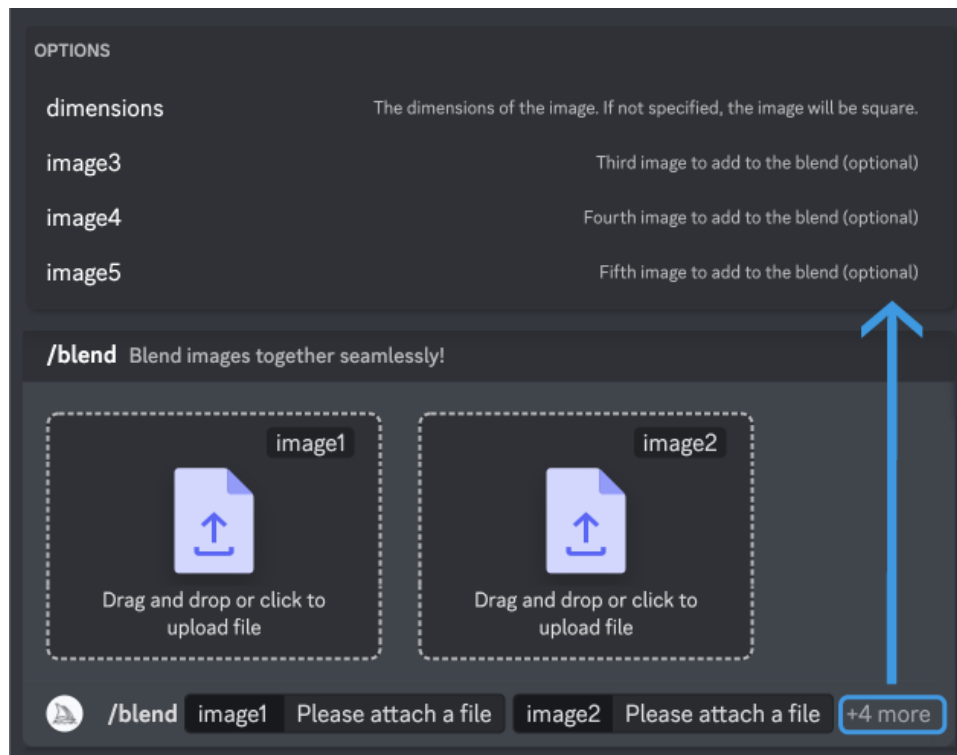 OPTIONS
dimensions The dimensions of the image. If not specified, the image will be square.
image3 Third image to add to the blend (optional)
image4 Fourth image to add to the blend (optional)
image5 Fifth image to add to the blend (optional)
/blend Blend images together seamlessly!
image1
Drag and drop or click to
upload file
image2
Drag and drop or click to
upload file
/blend image1 Please attach a file image2 Please attach a file +4 more